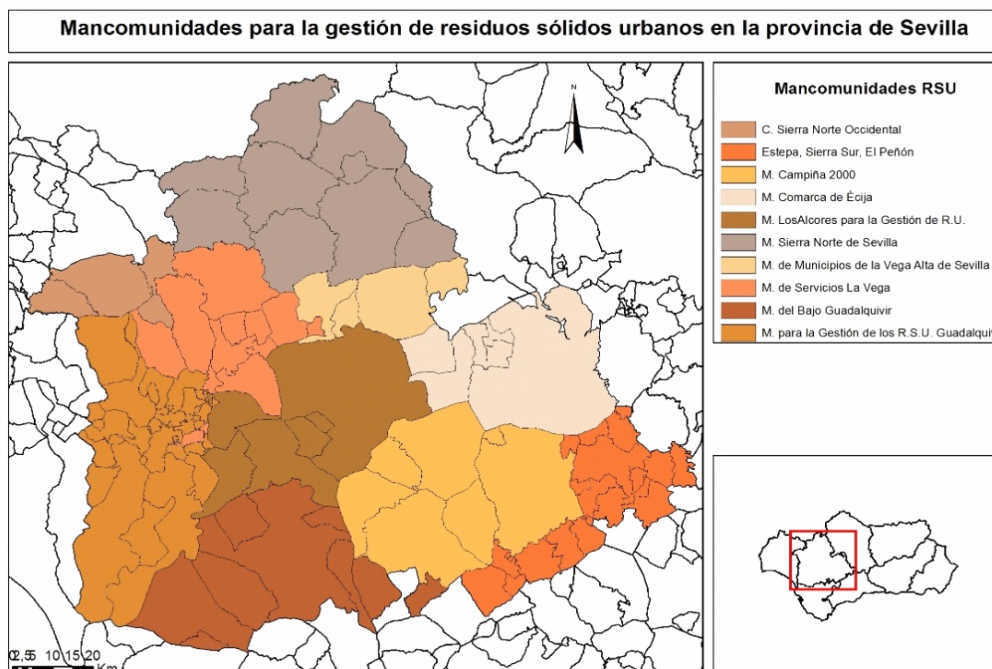 Mancomunidades para la gestión de residuos sólidos urbanos en la provincia de Sevilla
N
Mancomunidades RSU
C. Sierra Norte Occidental
Estepa, Sierra Sur, El Peñón
M. Campiña 2000
M. Comarca de Écija
M. LosAlcores para la Gestión de R.U.
M. Sierra Norte de Sevilla
M. de Municipios de la Vega Alta de Sevilla
M. de Servicios La Vega
M. del Bajo Guadalquivir
M. para la Gestión de los R.S.U. Guadalquiv
10 15 20
Km